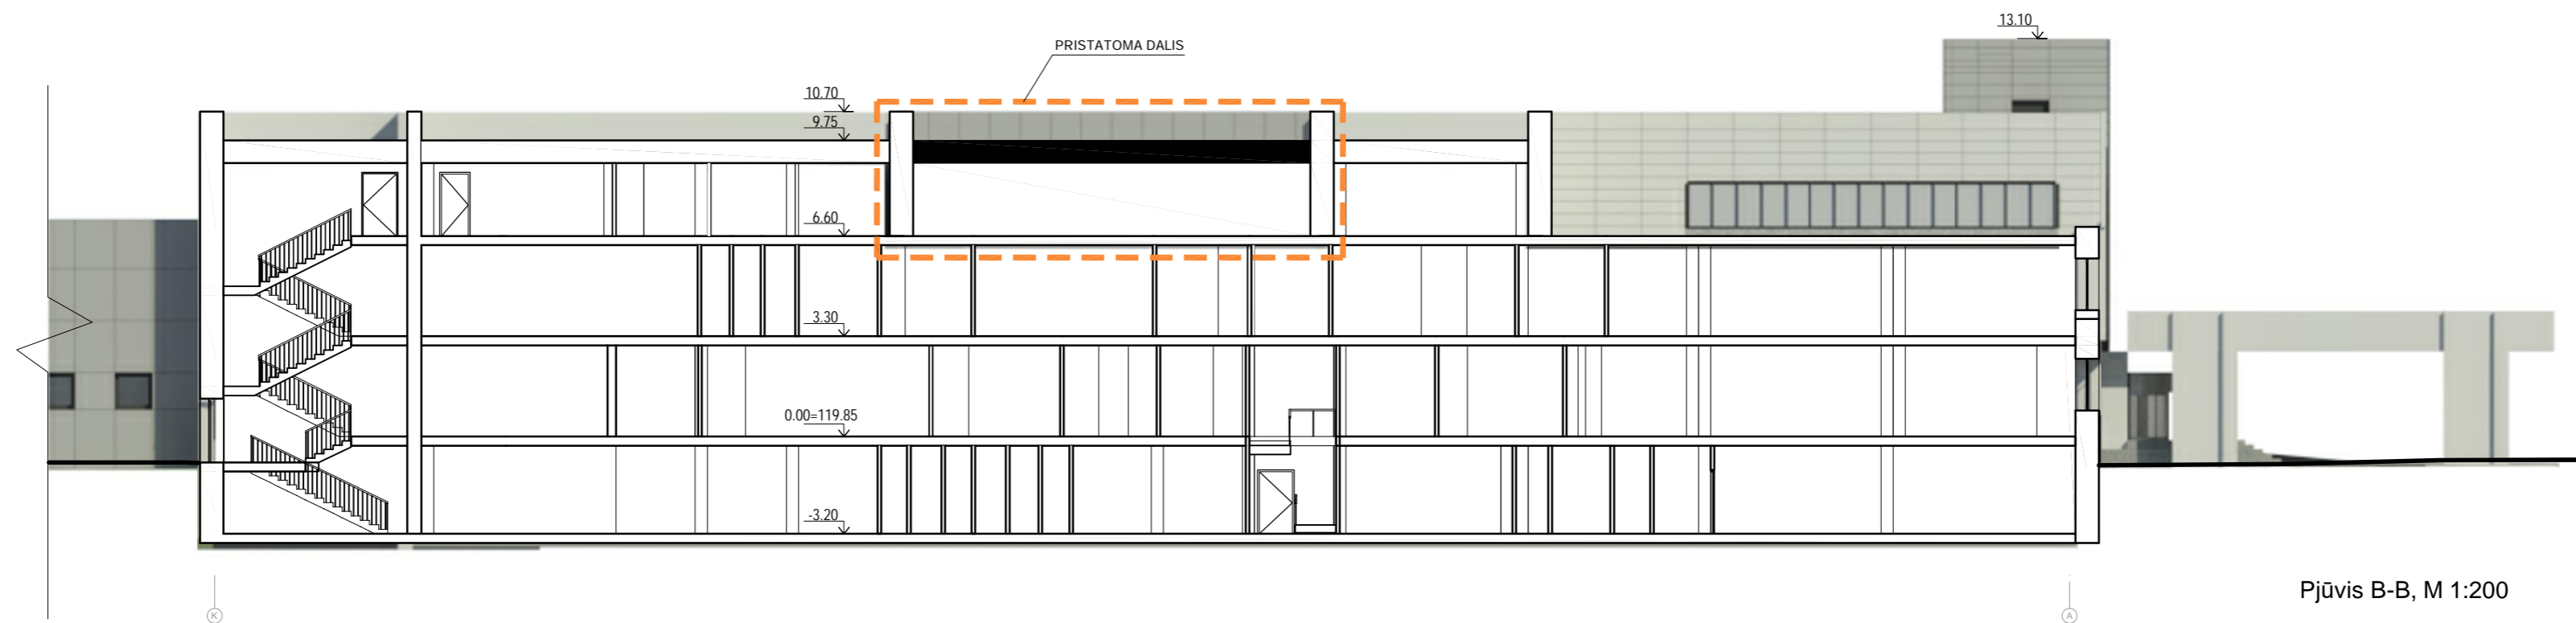 13.10
PRISTATOMA DALIS
10.70
9.75
6.60
3.30
0.00=119.85
-3.20
Pjūvis B-B, M 1:200
K
A